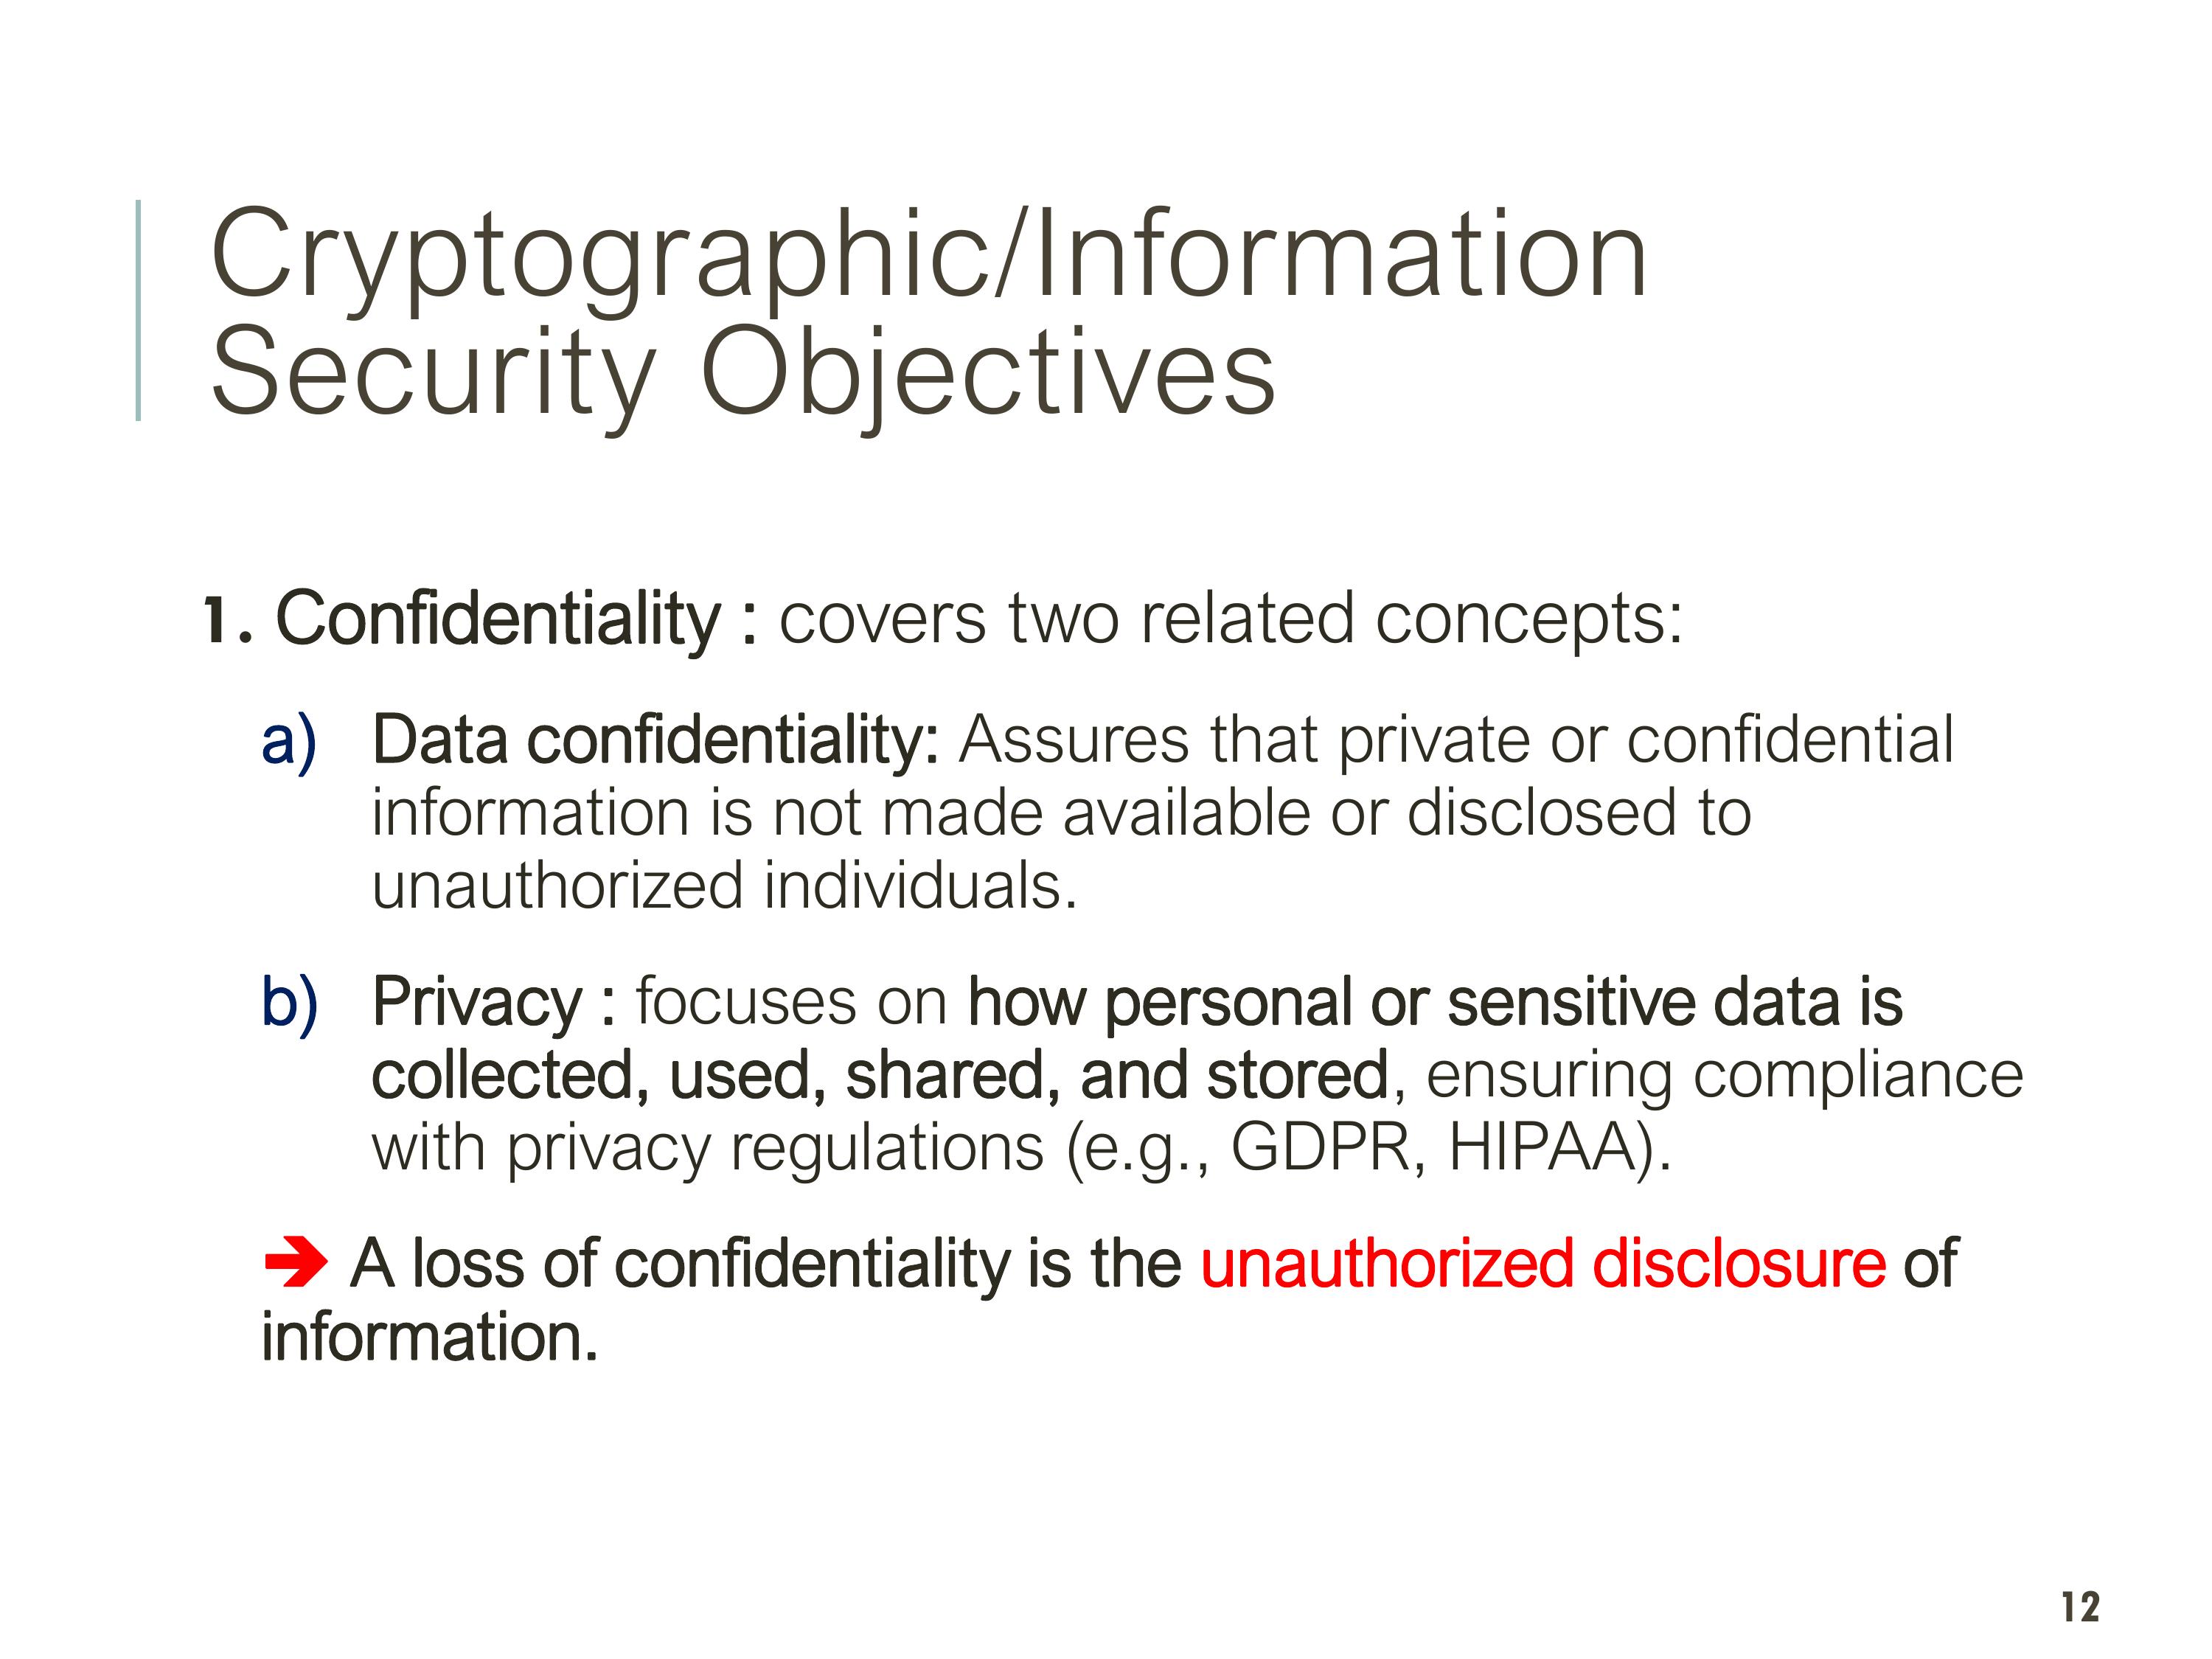 Cryptographic/Information
Security Objectives
1. Confidentiality : covers two related concepts:
a) Data confidentiality: Assures that private or confidential
information is not made available or disclosed to
unauthorized individuals.
b) Privacy : focuses on how personal or sensitive data is
collected, used, shared, and stored, ensuring compliance
with privacy regulations (e.g., GDPR, HIPAA).
➔ A loss of confidentiality is the unauthorized disclosure of
information.
12